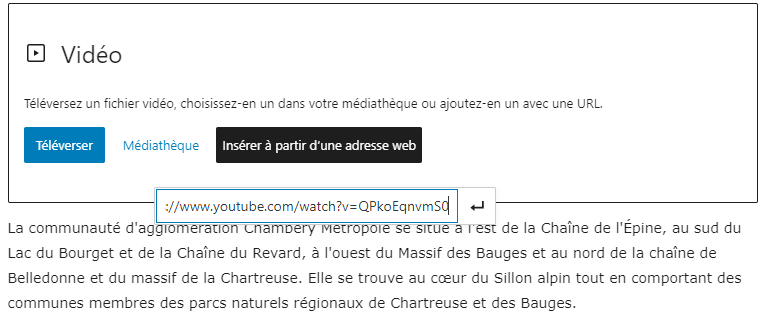 Vidéo
Téléversez un fichier vidéo, choisissez-en un dans votre médiathèque ou ajoutez-en un avec une URL.
Téléverser Médiathèque Insérer à partir d’une adresse web
://www.youtube.com/watch?v=QPkoEqnvmS0
La communauté d'agglomération Chambéry Métropole se situe à l'est de la Chaîne de l'Épine, au sud du
Lac du Bourget et de la Chaîne du Revard, à l'ouest du Massif des Bauges et au nord de la chaîne de
Belledonne et du massif de la Chartreuse. Elle se trouve au cœur du Sillon alpin tout en comportant des
communes membres des parcs naturels régionaux de Chartreuse et des Bauges.